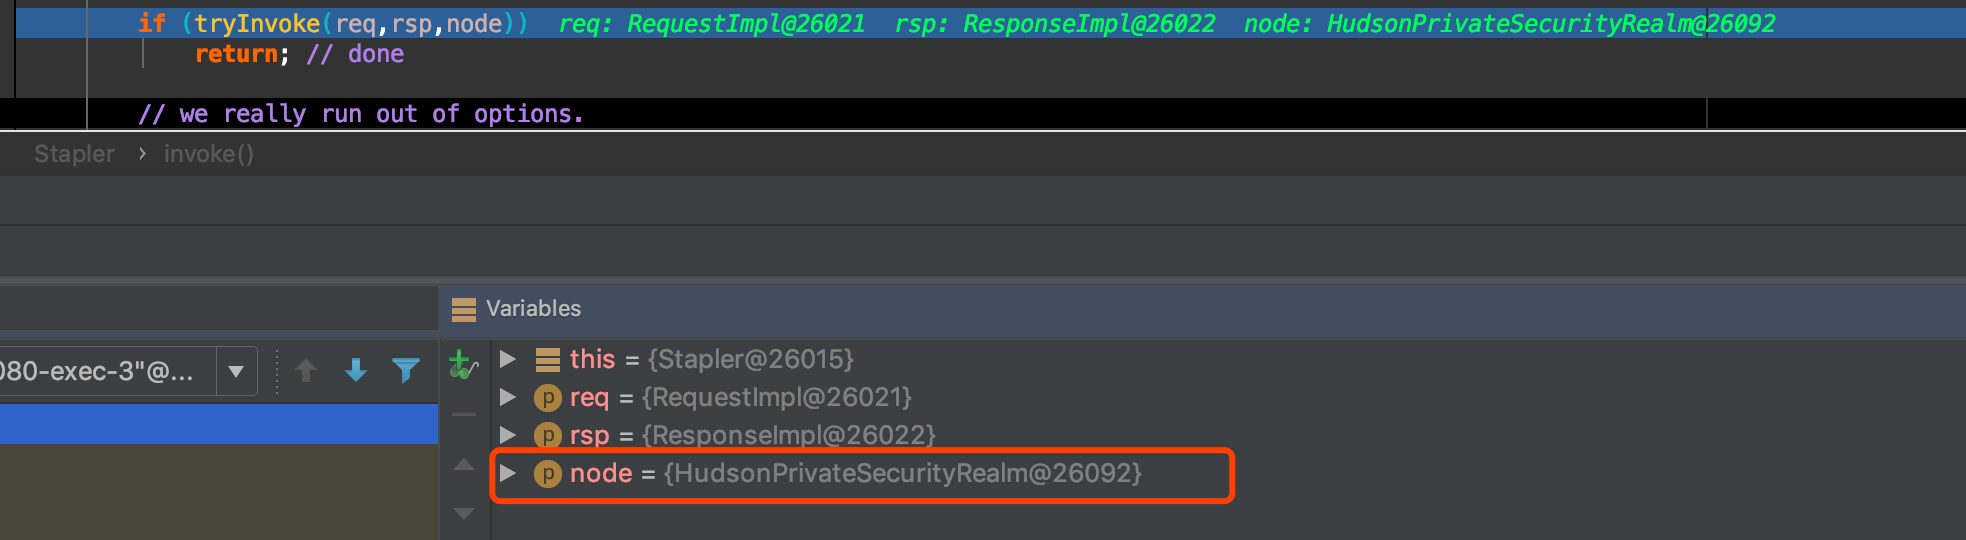 if (tryInvoke(req,rsp,node)) req: RequestImpl@26021 rsp: ResponseImpl@26022 node: HudsonPrivateSecurityRealm@26092
return; // done
// we really run out of options.
Stapler › invoke()
Variables
080-exec-3"@...
this = {Stapler@26015}
p req = {RequestImpl@26021}
p rsp = {ResponseImpl@26022}
p node = {HudsonPrivateSecurityRealm@26092}